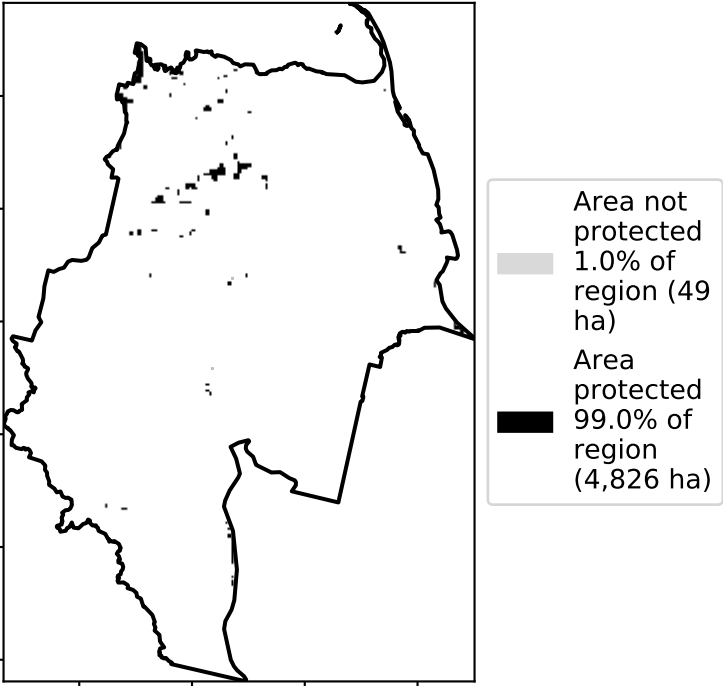 Area not
protected
1.0% of
region (49
ha)
Area
protected
99.0% of
region
(4,826 ha)